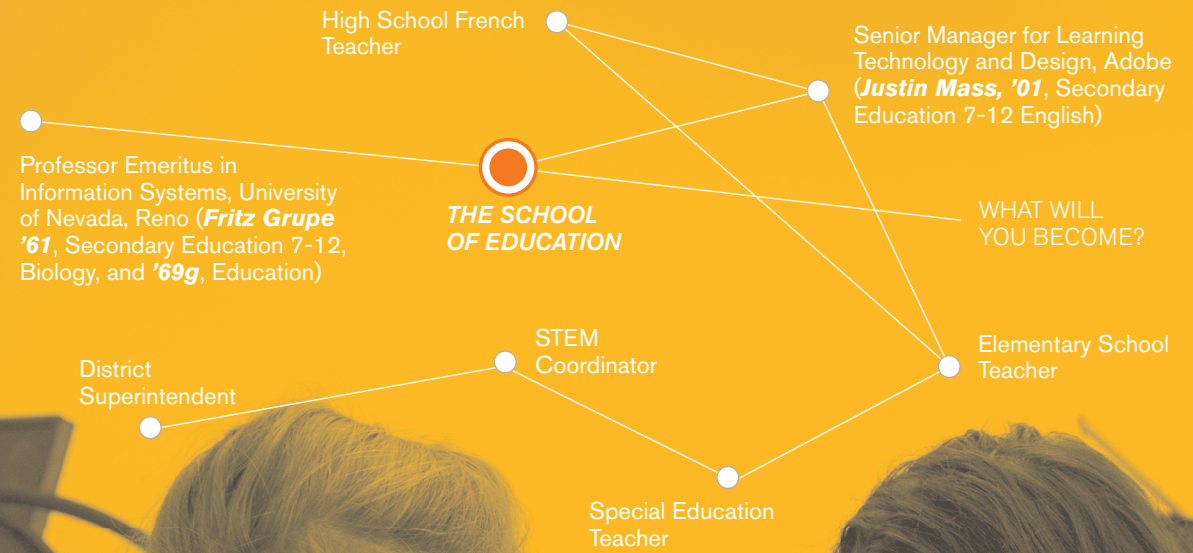 High School French
Teacher
Senior Manager for Learning
Technology and Design, Adobe
(Justin Mass, ’01, Secondary
Education 7-12 English)
Professor Emeritus in
Information Systems, University
of Nevada, Reno (Fritz Grupe
’61, Secondary Education 7-12,
Biology, and ’69g, Education)
THE SCHOOL
OF EDUCATION
WHAT WILL
YOU BECOME?
STEM
Coordinator
Elementary School
Teacher
District
Superintendent
Special Education
Teacher